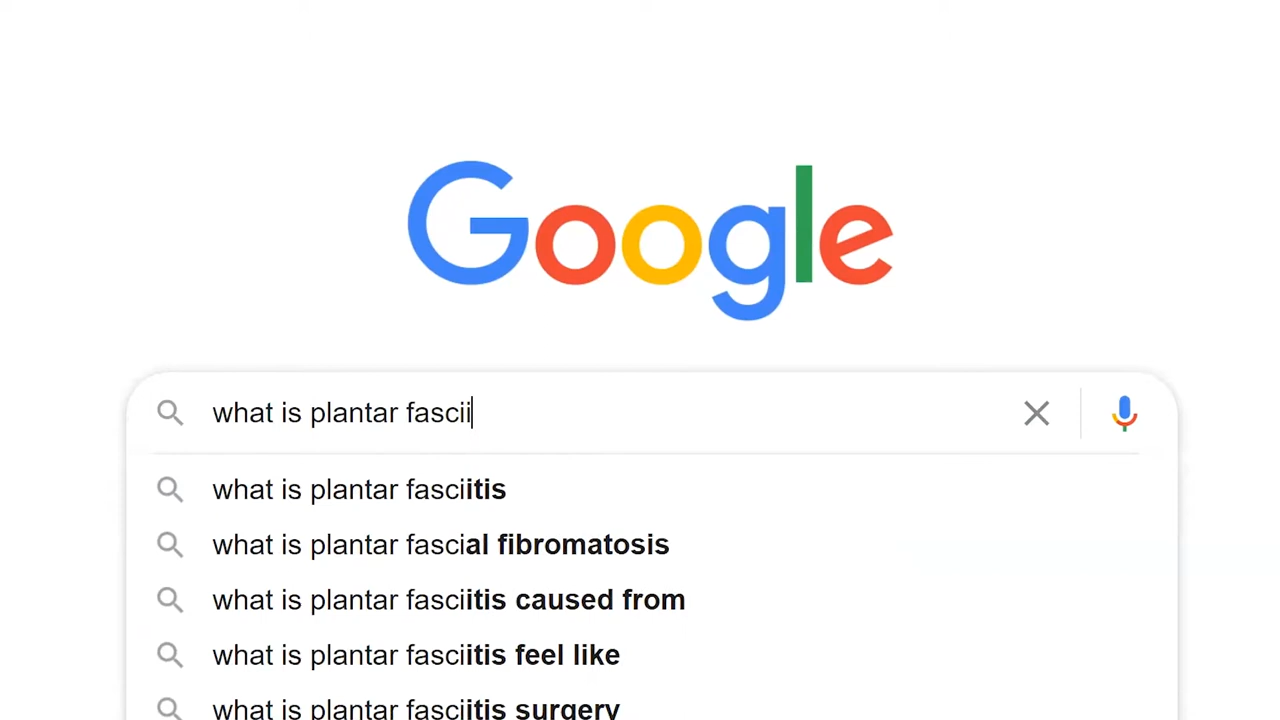 Google
what is plantar fascii
what is plantar fasciitis
what is plantar fascial fibromatosis
what is plantar fasciitis caused from
what is plantar fasciitis feel like
what is plantar fasciitis surgery